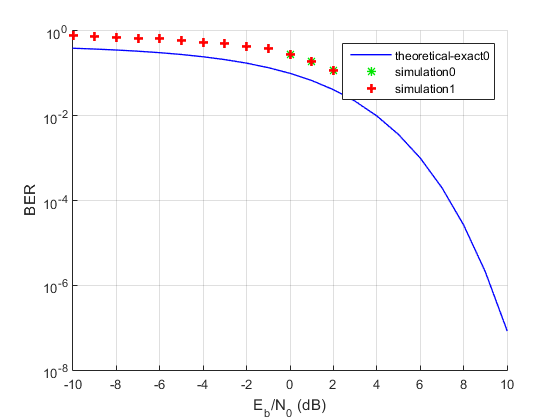 10^0
10^-2
10^-4
10^-6
10^-8
BER
theoretical-exact0
simulation0
simulation1
-10 -8 -6 -4 -2 0 2 4 6 8 10
E_b/N_0 (dB)